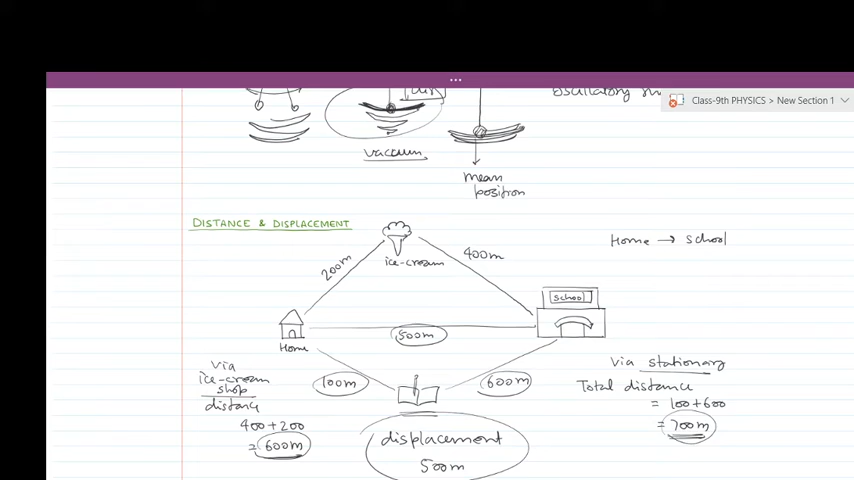 Oscillatory
Class-9th PHYSICS > New Section 1
vacuum
mean
position
DISTANCE & DISPLACEMENT
Home → school
200m
400m
ice-cream
school
500m
Home
via
ice-cream
shop
distance
400+200
= 600m
100m
600m
via stationary
Total distance
= 100+600
= 700m
displacement
500m